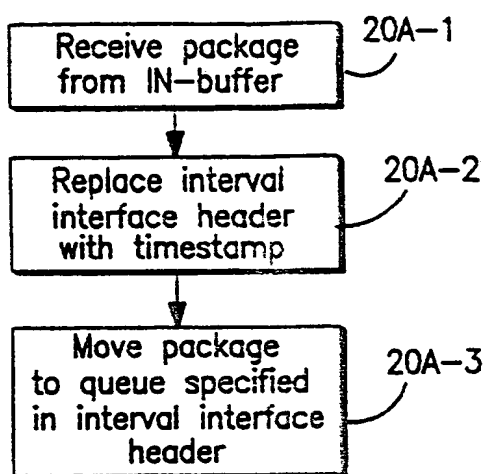 Receive package
from IN-buffer
20A-1
Replace interval
interface header
with timestamp
20A-2
Move package
to queue specified
in interval interface
header
20A-3